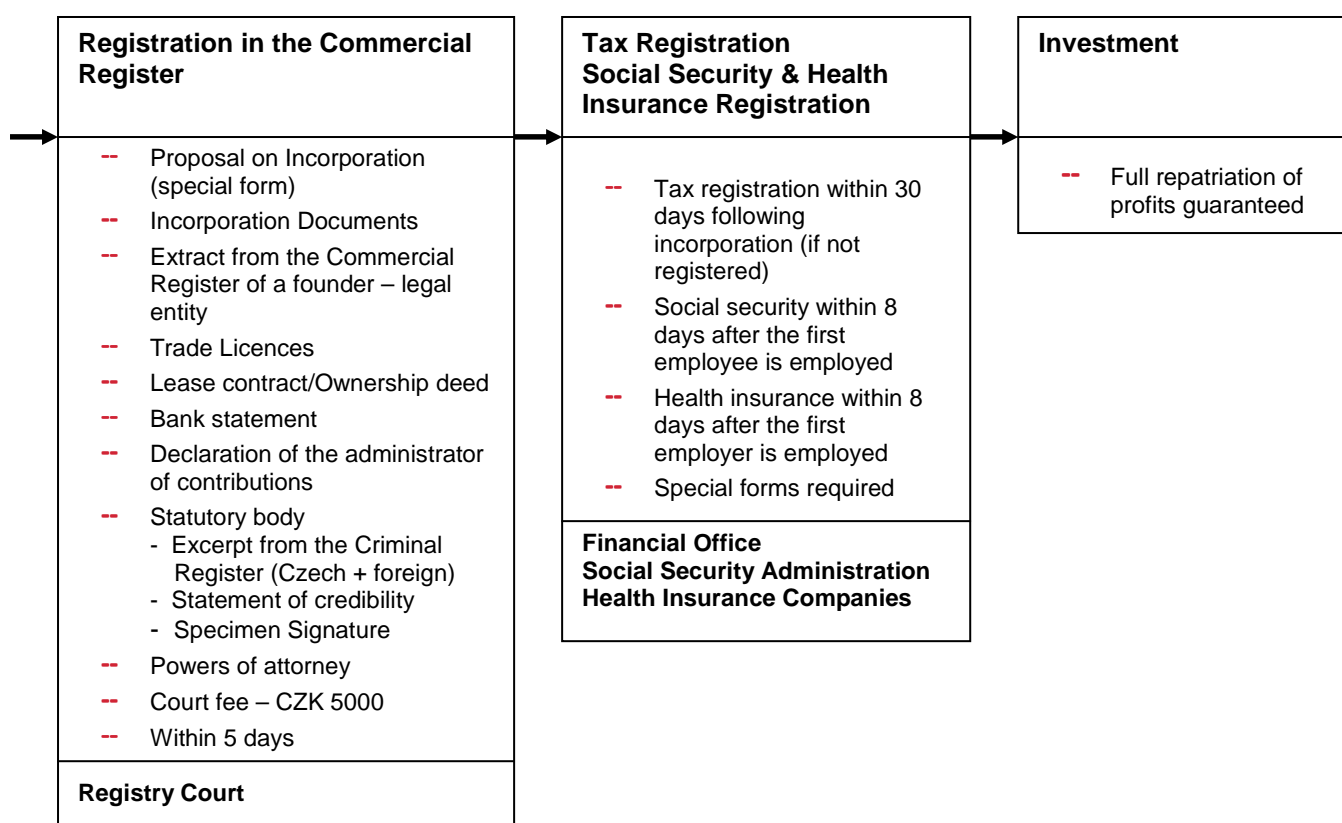 Registration in the Commercial
Register
-- Proposal on Incorporation
(special form)
-- Incorporation Documents
-- Extract from the Commercial
Register of a founder – legal
entity
-- Trade Licences
-- Lease contract/Ownership deed
-- Bank statement
-- Declaration of the administrator
of contributions
-- Statutory body
- Excerpt from the Criminal
Register (Czech + foreign)
- Statement of credibility
- Specimen Signature
-- Powers of attorney
-- Court fee – CZK 5000
-- Within 5 days
Registry Court
Tax Registration
Social Security & Health
Insurance Registration
-- Tax registration within 30
days following
incorporation (if not
registered)
-- Social security within 8
days after the first
employee is employed
-- Health insurance within 8
days after the first
employer is employed
-- Special forms required
Financial Office
Social Security Administration
Health Insurance Companies
Investment
-- Full repatriation of
profits guaranteed